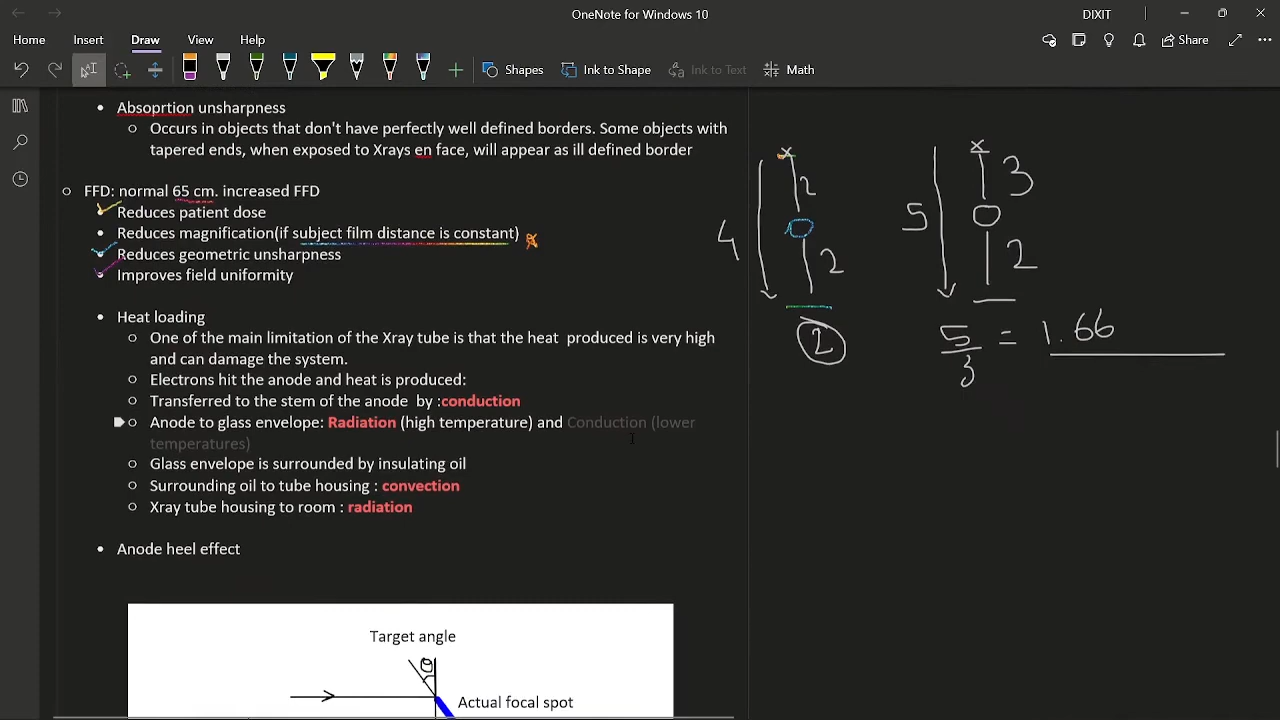 OneNote for Windows 10
DIXIT
Home Insert Draw View Help
Shapes Ink to Shape Ink to Text Math Share
• Absoprtion unsharpness
○ Occurs in objects that don't have perfectly well defined borders. Some objects with
tapered ends, when exposed to Xrays en face, will appear as ill defined border
○ FFD: normal 65 cm. increased FFD
• Reduces patient dose
• Reduces magnification(if subject film distance is constant)
• Reduces geometric unsharpness
• Improves field uniformity
• Heat loading
○ One of the main limitation of the Xray tube is that the heat produced is very high
and can damage the system.
○ Electrons hit the anode and heat is produced:
○ Transferred to the stem of the anode by :conduction
○ Anode to glass envelope: Radiation (high temperature) and Conduction (lower
temperatures)
○ Glass envelope is surrounded by insulating oil
○ Surrounding oil to tube housing : convection
○ Xray tube housing to room : radiation
• Anode heel effect
Target angle
θ
Actual focal spot
x x
2 3
4 5
2 2
2
5/3 = 1.66